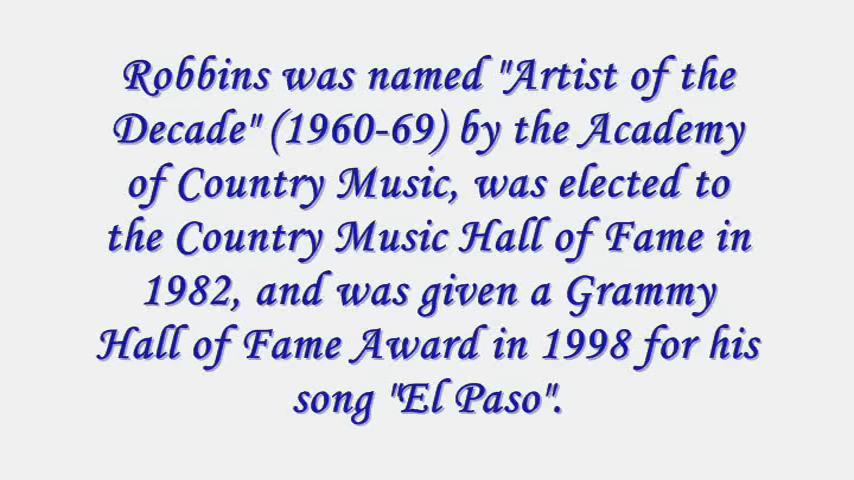 Robbins was named "Artist of the
Decade" (1960-69) by the Academy
of Country Music, was elected to
the Country Music Hall of Fame in
1982, and was given a Grammy
Hall of Fame Award in 1998 for his
song "El Paso".